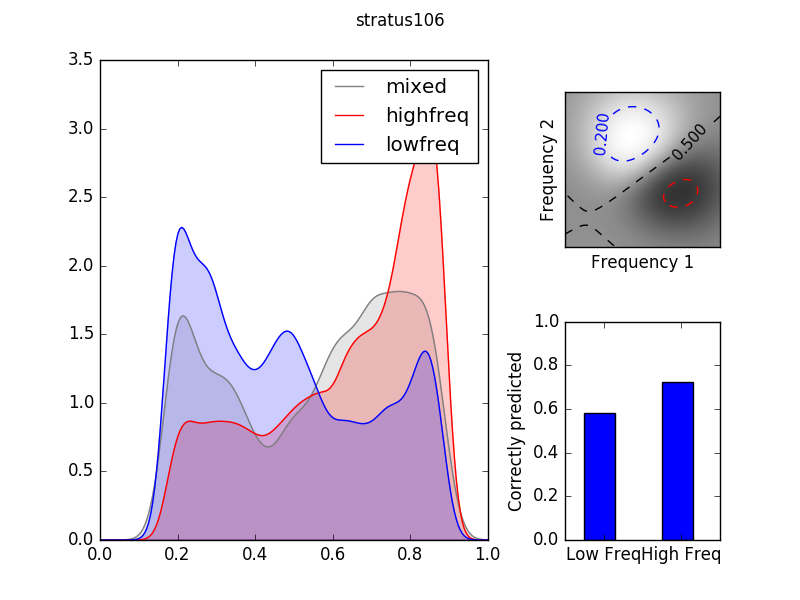 stratus106
3.5
3.0
2.5
2.0
1.5
1.0
0.5
0.0
0.0 0.2 0.4 0.6 0.8 1.0
mixed
highfreq
lowfreq
Frequency 2
0.200
0.500
Frequency 1
Correctly predicted
1.0
0.8
0.6
0.4
0.2
0.0
Low Freq High Freq